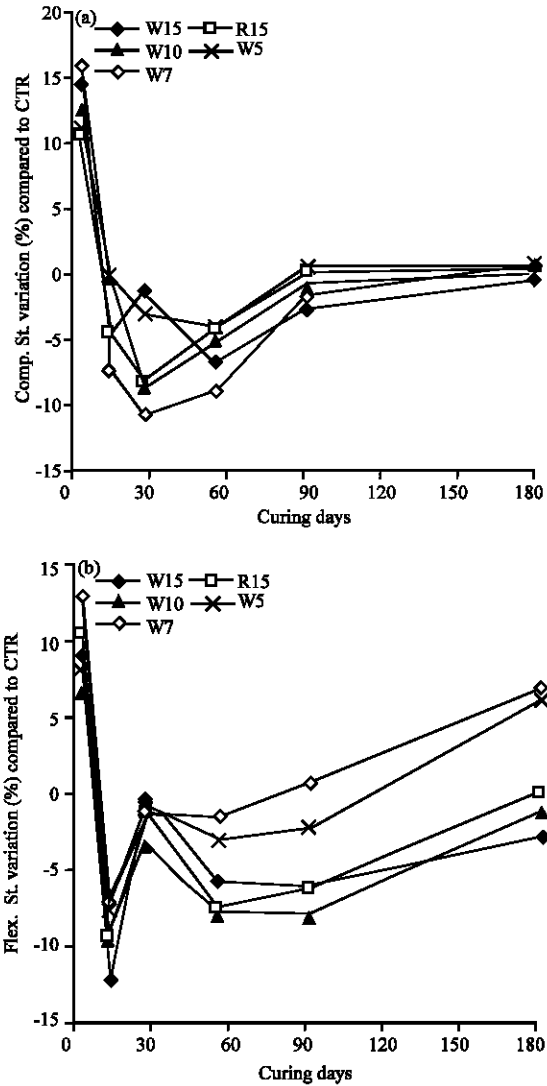 (a)
W15 R15
W10 W5
W7
Comp. St. variation (%) compared to CTR
20
15
10
5
0
-5
-10
-15
0 30 60 90 120 150 180
Curing days
(b)
W15 R15
W10 W5
W7
Flex. St. variation (%) compared to CTR
15
10
5
0
-5
-10
-15
0 30 60 90 120 150 180
Curing days